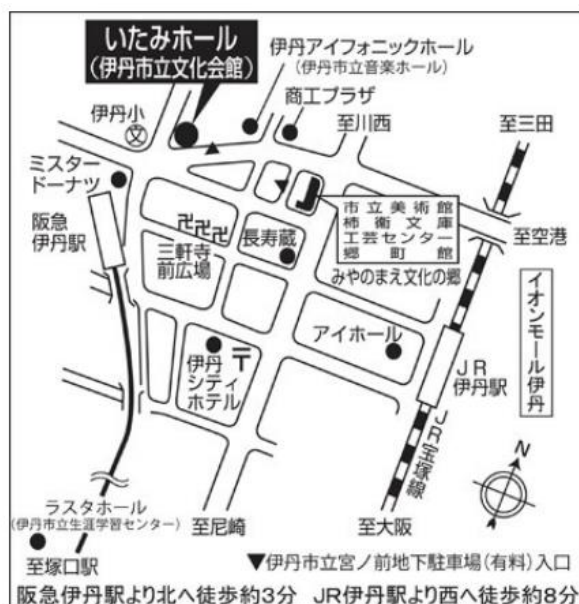 いたみホール
(伊丹市立文化会館)
伊丹アイフォニックホール
(伊丹市立音楽ホール)
商工プラザ
伊丹小
文
至川西
至三田
ミスター
ドーナツ
阪急
伊丹駅
卍卍卍
三軒寺
前広場
長寿蔵
市立美術館
柿衞文庫
工芸センター
郷町館
みやのまえ文化の郷
至空港
イオンモール伊丹
アイホール
伊丹
シティ
ホテル
〒
JR
伊丹駅
JR宝塚線
N
ラスタホール
(伊丹市立生涯学習センター)
至塚口駅
至尼崎
至大阪
▼伊丹市立宮ノ前地下駐車場(有料)入口
阪急伊丹駅より北へ徒歩約3分 JR伊丹駅より西へ徒歩約8分